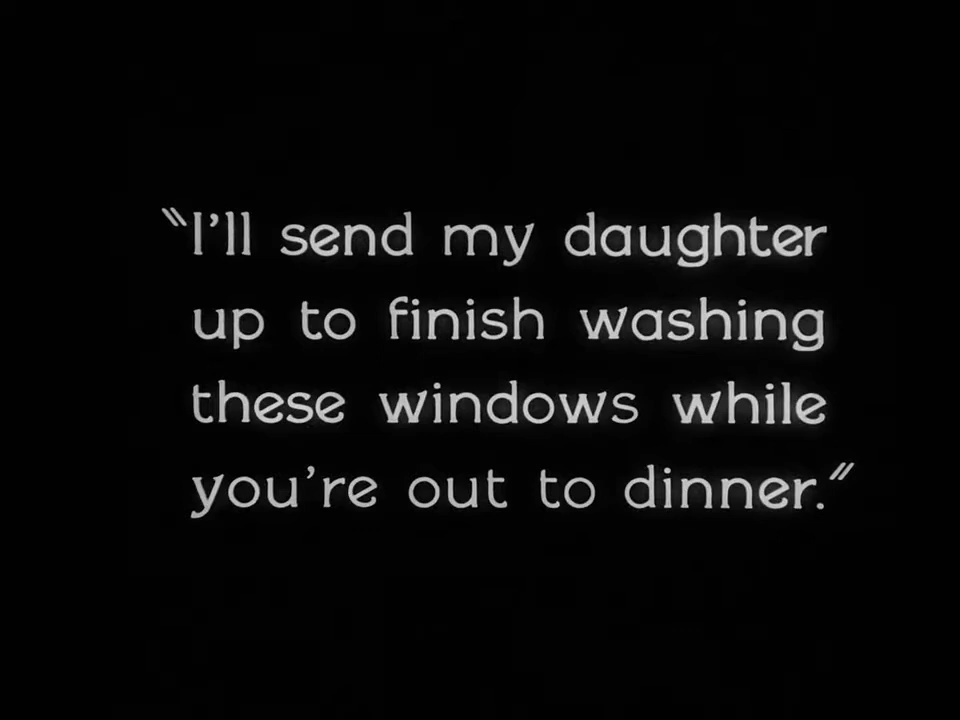 "I'll send my daughter
up to finish washing
these windows while
you're out to dinner."